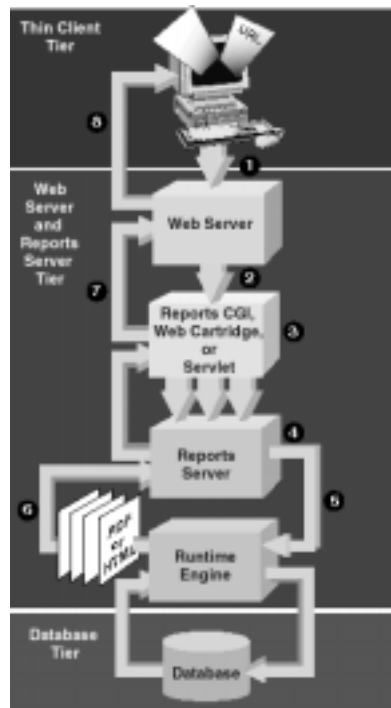 Thin Client
Tier
URL
8
1
Web
Server
and
Reports
Server
Tier
Web Server
2
7
Reports CGI,
Web Cartridge,
or
Servlet
3
4
Reports
Server
5
6
PDF
or
HTML
Runtime
Engine
Database
Tier
Database